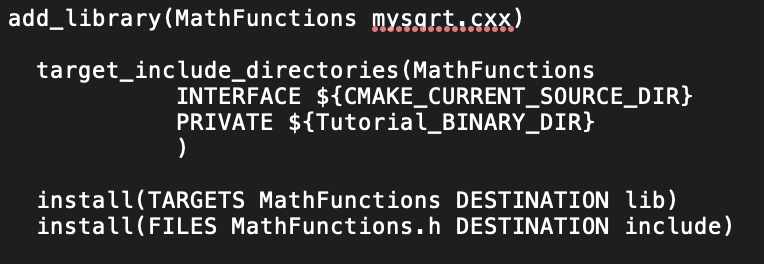 add_library(MathFunctions mysqrt.cxx)
target_include_directories(MathFunctions
INTERFACE ${CMAKE_CURRENT_SOURCE_DIR}
PRIVATE ${Tutorial_BINARY_DIR}
)
install(TARGETS MathFunctions DESTINATION lib)
install(FILES MathFunctions.h DESTINATION include)